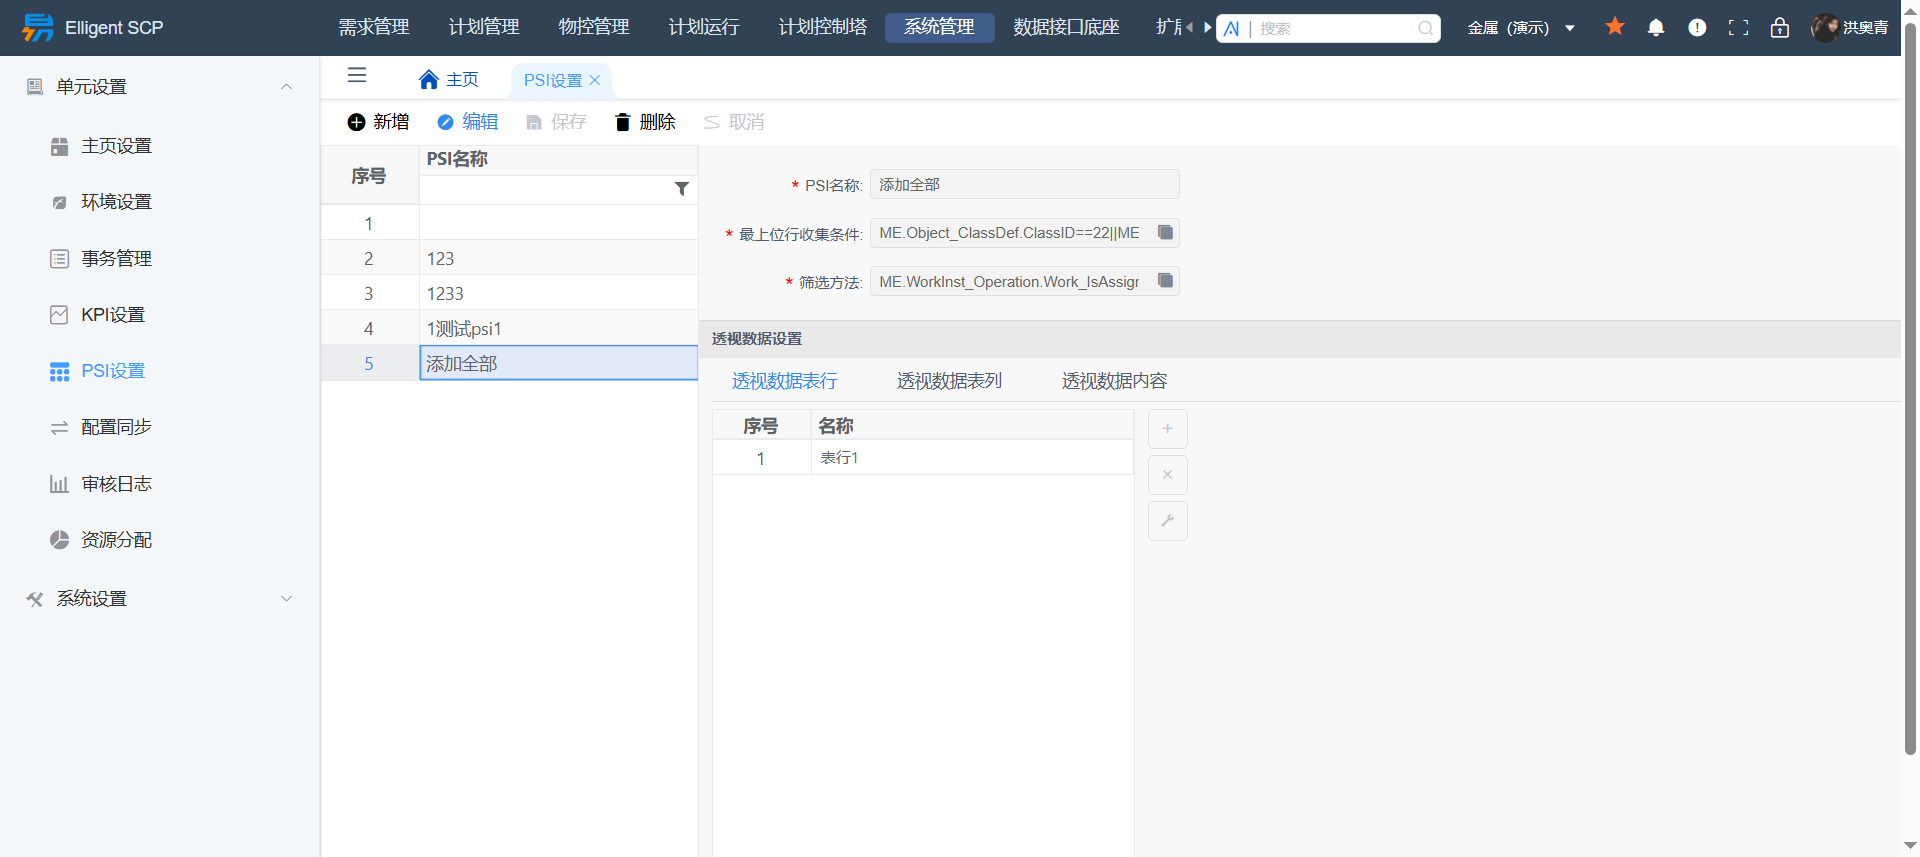 Elligent SCP
需求管理
计划管理
物控管理
计划运行
计划控制塔
系统管理
数据接口底座
AI | 搜索
金属 (演示)
洪奥青
单元设置
主页设置
环境设置
事务管理
KPI设置
PSI设置
配置同步
审核日志
资源分配
系统设置
主页
PSI设置
新增
编辑
保存
删除
取消
序号 PSI名称
1
2 123
3 1233
4 1测试psi1
5 添加全部
* PSI名称: 添加全部
* 最上位行收集条件: ME.Object_ClassDef.ClassID==22||ME
* 筛选方法: ME.WorkInst_Operation.Work_IsAssigr
透视数据设置
透视数据表行
透视数据表列
透视数据内容
序号 名称
1 表行1